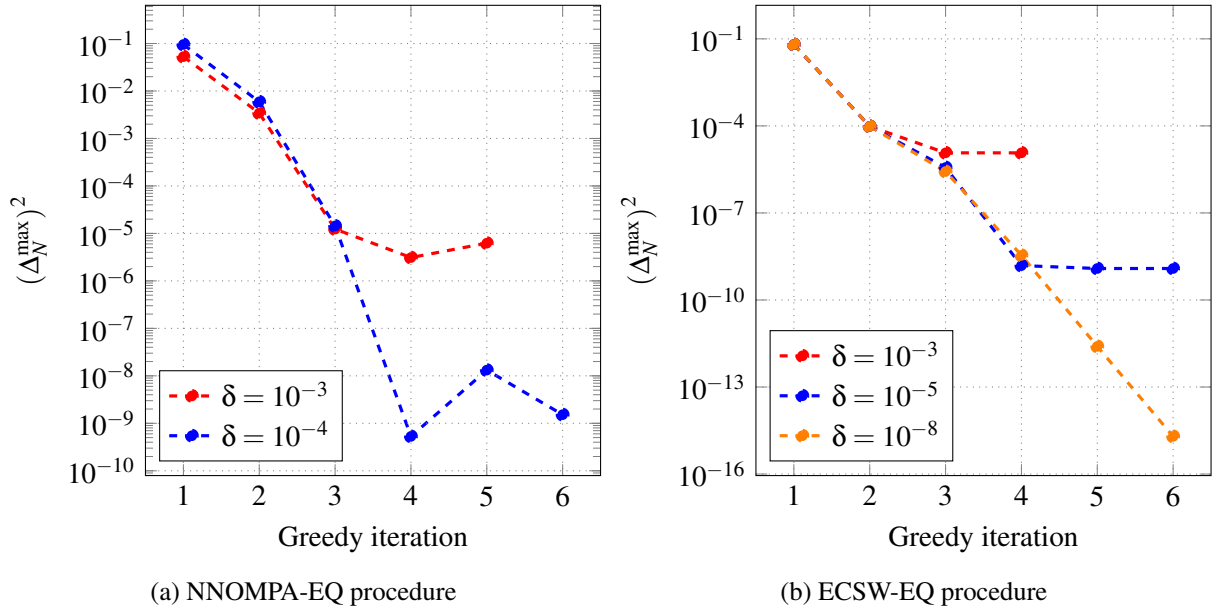 10⁻¹
10⁻²
10⁻³
10⁻⁴
10⁻⁵
10⁻⁶
10⁻⁷
10⁻⁸
10⁻⁹
10⁻¹⁰
(Δ_N^max)²
δ = 10⁻³
δ = 10⁻⁴
1 2 3 4 5 6
Greedy iteration
(a) NNOMPA-EQ procedure
10⁻¹
10⁻⁴
10⁻⁷
10⁻¹⁰
10⁻¹³
10⁻¹⁶
(Δ_N^max)²
δ = 10⁻³
δ = 10⁻⁵
δ = 10⁻⁸
1 2 3 4 5 6
Greedy iteration
(b) ECSW-EQ procedure